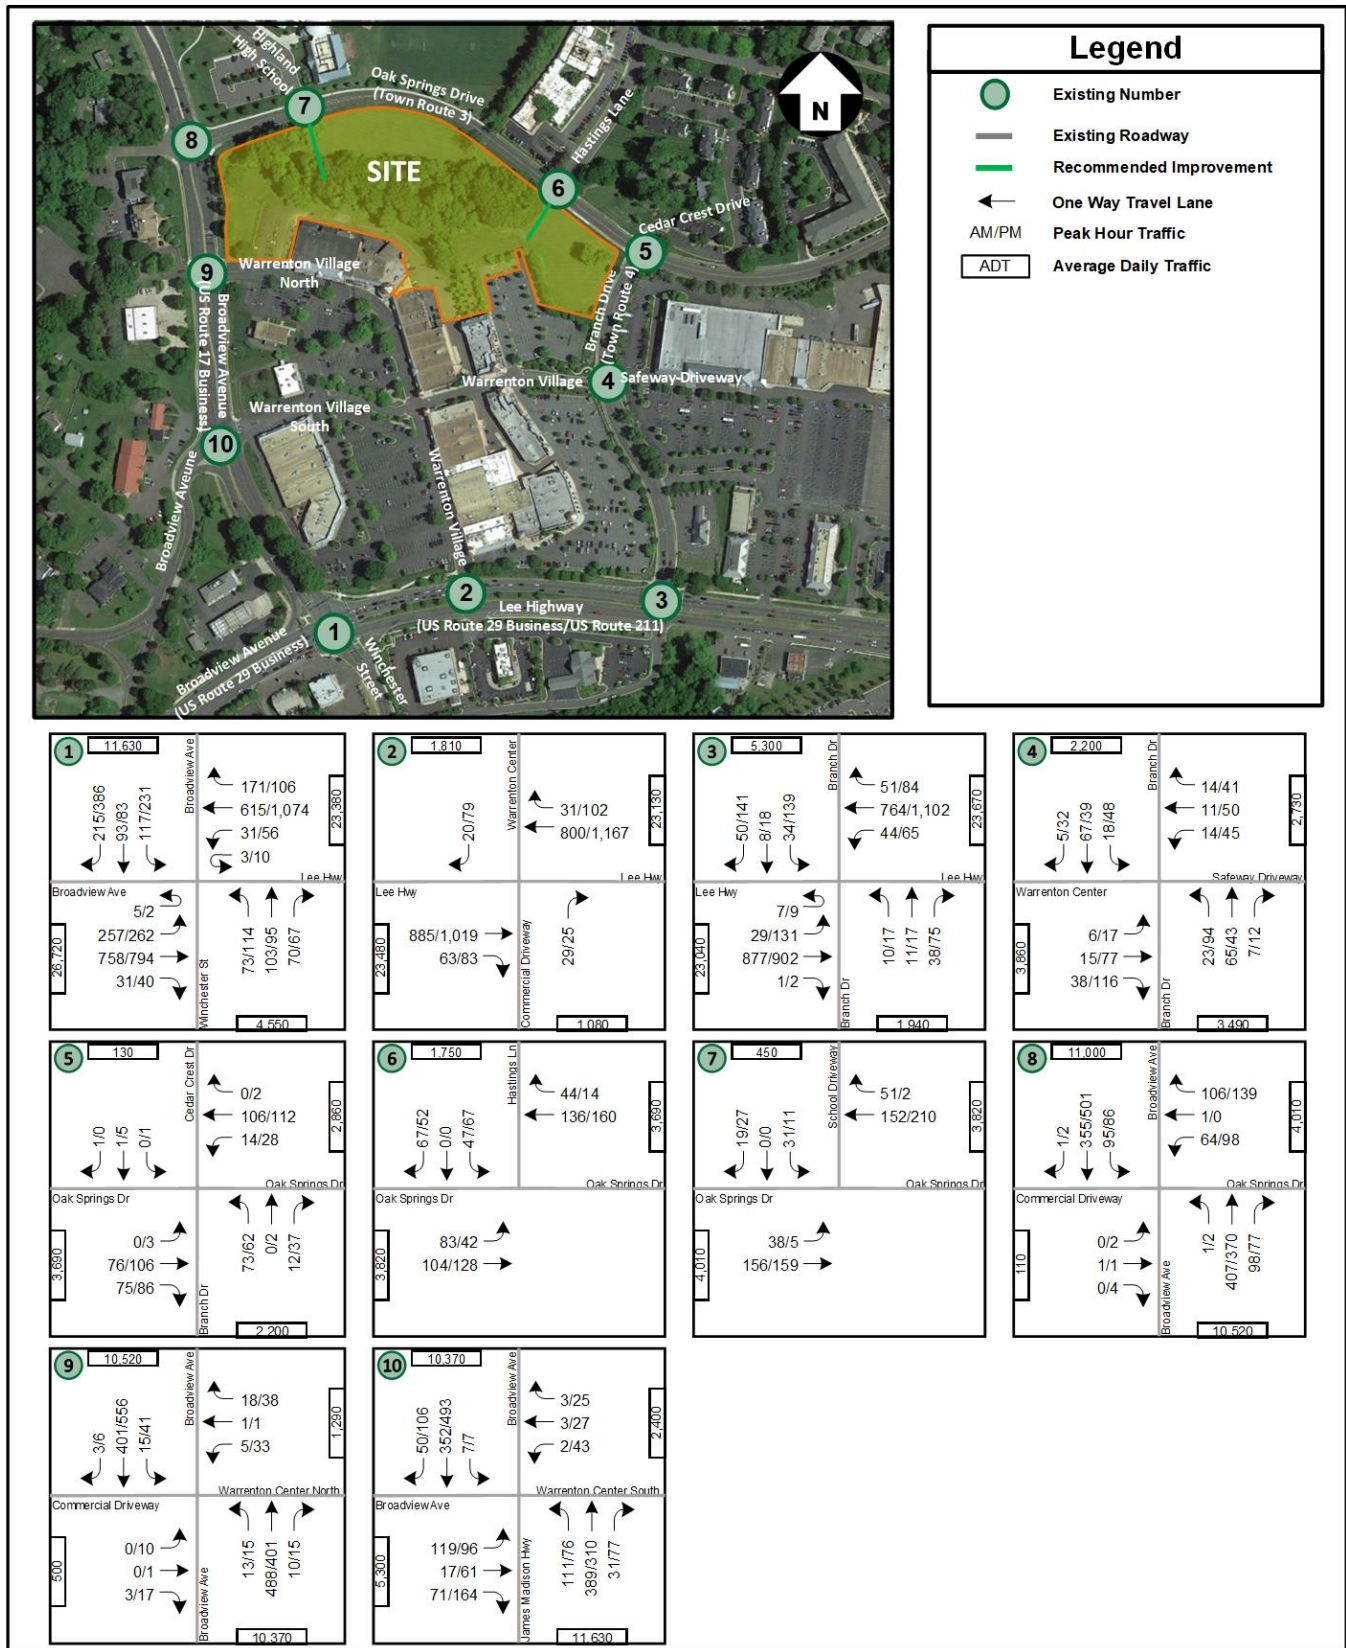 Legend
Existing Number
Existing Roadway
Recommended Improvement
One Way Travel Lane
AM/PM Peak Hour Traffic
ADT Average Daily Traffic
Highland
High School
Oak Springs Drive
(Town Route 3)
Hastings Lane
N
7
8
SITE
6
Cedar Crest Drive
5
9
Warrenton Village
North
Broadview Avenue
(US Route 17 Business)
Branch Drive
(Town Route 4)
Warrenton Village
4
Safeway Driveway
Warrenton Village
South
10
Broadview Aveune
Warrenton Village
2
Lee Highway
(US Route 29 Business/US Route 211)
3
1
Broadview Avenue
(US Route 29 Business)
Winchester
Street
1
11,630
Broadview Ave
215/386
93/83
117/231
171/106
615/1,074
31/56
3/10
23,380
Lee Hwy
Broadview Ave
5/2
257/262
758/794
31/40
26,720
Winchester St
73/114
103/95
70/67
4,550
2
1,810
Warrenton Center
20/79
31/102
800/1,167
23,130
Lee Hwy
Lee Hwy
885/1,019
63/83
23,480
Commercial Driveway
29/25
1,080
3
5,300
Branch Dr
50/141
8/18
34/139
51/84
764/1,102
44/65
23,670
Lee Hwy
Lee Hwy
7/9
29/131
877/902
1/2
23,040
Branch Dr
10/17
11/17
38/75
1,940
4
2,200
Branch Dr
5/32
67/39
18/48
14/41
11/50
14/45
2,730
Safeway Driveway
Warrenton Center
6/17
15/77
38/116
3,860
Branch Dr
23/94
65/43
7/12
3,490
5
130
Cedar Crest Dr
1/0
1/5
0/1
0/2
106/112
14/28
2,860
Oak Springs Dr
Oak Springs Dr
0/3
76/106
75/86
3,690
Branch Dr
73/62
0/2
12/37
2,200
6
1,750
Hastings Ln
67/52
0/0
47/67
44/14
136/160
3,690
Oak Springs Dr
Oak Springs Dr
83/42
104/128
3,820
7
450
School Driveway
19/27
0/0
31/11
51/2
152/210
3,820
Oak Springs Dr
Oak Springs Dr
38/5
156/159
4,010
8
11,000
Broadview Ave
1/2
355/501
95/86
106/139
1/0
64/98
4,010
Oak Springs Dr
Commercial Driveway
0/2
1/1
0/4
110
Broadview Ave
1/2
407/370
98/77
10,520
9
10,520
Broadview Ave
3/6
401/556
15/41
18/38
1/1
5/33
1,290
Warrenton Center North
Commercial Driveway
0/10
0/1
3/17
500
Broadview Ave
13/15
488/401
10/15
10,370
10
10,370
Broadview Ave
50/106
352/493
7/7
3/25
3/27
2/43
2,400
Warrenton Center South
Broadview Ave
119/96
17/61
71/164
5,300
James Madison Hwy
111/76
389/310
31/77
11,630